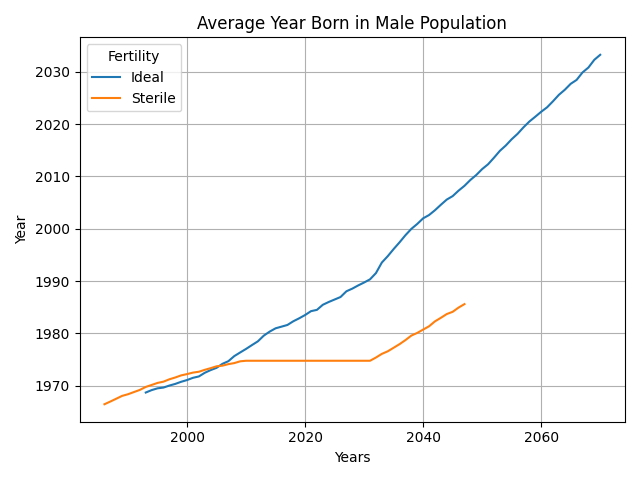 Average Year Born in Male Population
Fertility
Ideal
Sterile
Year
2030
2020
2010
2000
1990
1980
1970
2000
2020
2040
2060
Years